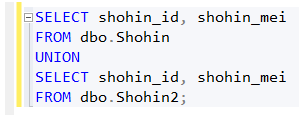 SELECT shohin_id, shohin_mei
FROM dbo.Shohin
UNION
SELECT shohin_id, shohin_mei
FROM dbo.Shohin2;